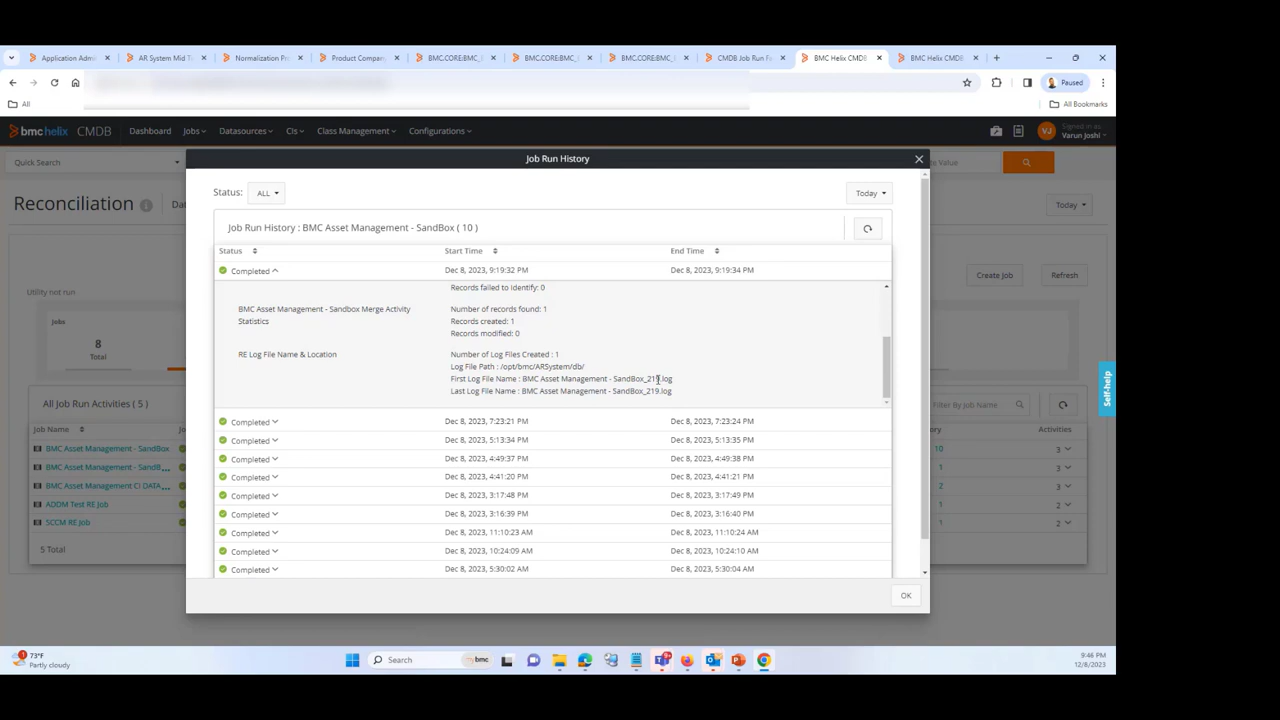 Application Admi
AR System Mid T
Normalization Pr
Product Company
BMC.CORE:BMC_
BMC.CORE:BMC_
BMC.CORE:BMC_
CMDB Job Run F
BMC Helix CMDB
BMC Helix CMDB
Paused
All
All Bookmarks
bmchelix CMDB
Dashboard Jobs Datasources CIs Class Management Configurations
VJ Signed in as
Varun Joshi
Quick Search
Job Run History
Value
Reconciliation
Dat
Today
Status: ALL
Today
Job Run History : BMC Asset Management - SandBox ( 10 )
Status Start Time End Time
Completed Dec 8, 2023, 9:19:32 PM Dec 8, 2023, 9:19:34 PM
Records failed to Identify: 0
BMC Asset Management - Sandbox Merge Activity
Statistics
Number of records found: 1
Records created: 1
Records modified: 0
RE Log File Name & Location
Number of Log Files Created : 1
Log File Path : /opt/bmc/ARSystem/db/
First Log File Name : BMC Asset Management - SandBox_219.log
Last Log File Name : BMC Asset Management - SandBox_219.log
Completed Dec 8, 2023, 7:23:21 PM Dec 8, 2023, 7:23:24 PM
Completed Dec 8, 2023, 5:13:34 PM Dec 8, 2023, 5:13:35 PM
Completed Dec 8, 2023, 4:49:37 PM Dec 8, 2023, 4:49:38 PM
Completed Dec 8, 2023, 4:41:20 PM Dec 8, 2023, 4:41:21 PM
Completed Dec 8, 2023, 3:17:48 PM Dec 8, 2023, 3:17:49 PM
Completed Dec 8, 2023, 3:16:39 PM Dec 8, 2023, 3:16:40 PM
Completed Dec 8, 2023, 11:10:23 AM Dec 8, 2023, 11:10:24 AM
Completed Dec 8, 2023, 10:24:09 AM Dec 8, 2023, 10:24:10 AM
Completed Dec 8, 2023, 5:30:02 AM Dec 8, 2023, 5:30:04 AM
OK
Create Job
Refresh
Utility not run
Jobs
8
Total
All Job Run Activities ( 5 )
Filter By Job Name
Job Name Jo
ory Activities
BMC Asset Management - SandBox 10 3
BMC Asset Management - SandB... 1 3
BMC Asset Management CI DATA... 2 3
ADDM Test RE Job 1 2
SCCM RE Job 1 2
5 Total
Self-help
1
73°F
Partly cloudy
Search
my bmc
9+
9:46 PM
12/8/2023